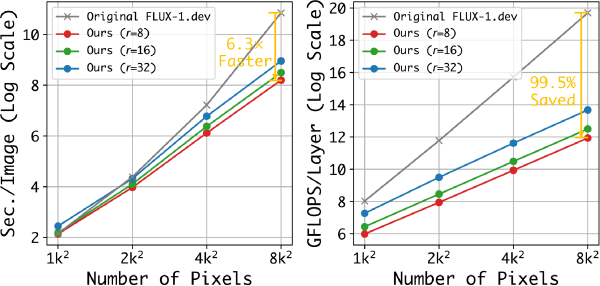 Sec./Image (Log Scale)
10
8
6
4
2
Original FLUX-1.dev
Ours (r=8)
Ours (r=16)
Ours (r=32)
6.3×
Faster
1k²
2k²
4k²
8k²
Number of Pixels
GFLOPS/Layer (Log Scale)
20
18
16
14
12
10
8
6
Original FLUX-1.dev
Ours (r=8)
Ours (r=16)
Ours (r=32)
99.5%
Saved
1k²
2k²
4k²
8k²
Number of Pixels